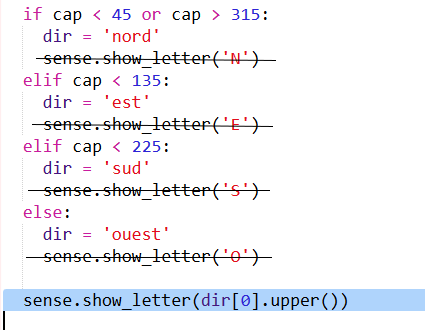 if cap < 45 or cap > 315:
dir = 'nord'
sense.show_letter('N')
elif cap < 135:
dir = 'est'
sense.show_letter('E')
elif cap < 225:
dir = 'sud'
sense.show_letter('S')
else:
dir = 'ouest'
sense.show_letter('O')
sense.show_letter(dir[0].upper())